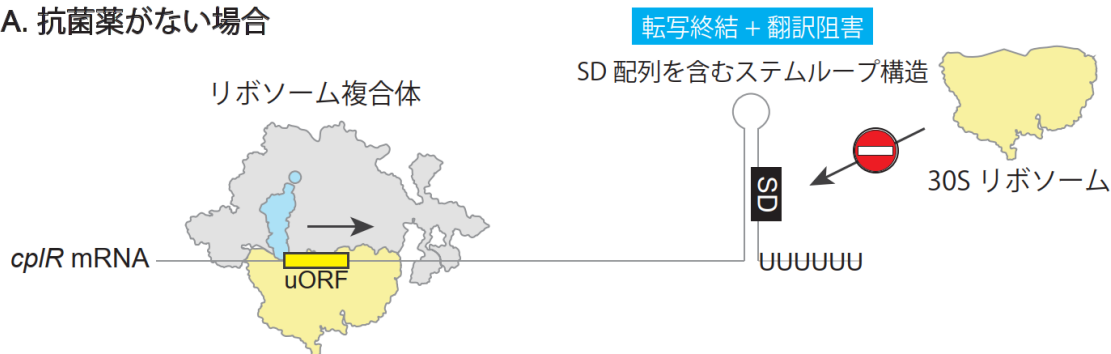 A. 抗菌薬がない場合
転写終結 + 翻訳阻害
SD 配列を含むステムループ構造
リボソーム複合体
SD
30S リボソーム
cplR mRNA
uORF
UUUUUU